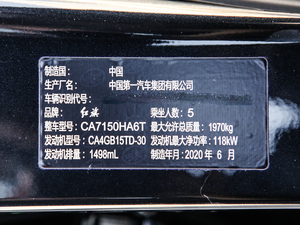 制造国： 中国
生产厂名： 中国第一汽车集团有限公司
车辆识别代号：
品牌： 红旗 乘坐人数： 5
整车型号： CA7150HA6T 最大允许总质量： 1970kg
发动机型号： CA4GB15TD-30 发动机最大净功率： 118kW
发动机排量： 1498mL 制造年月： 2020 年 6 月